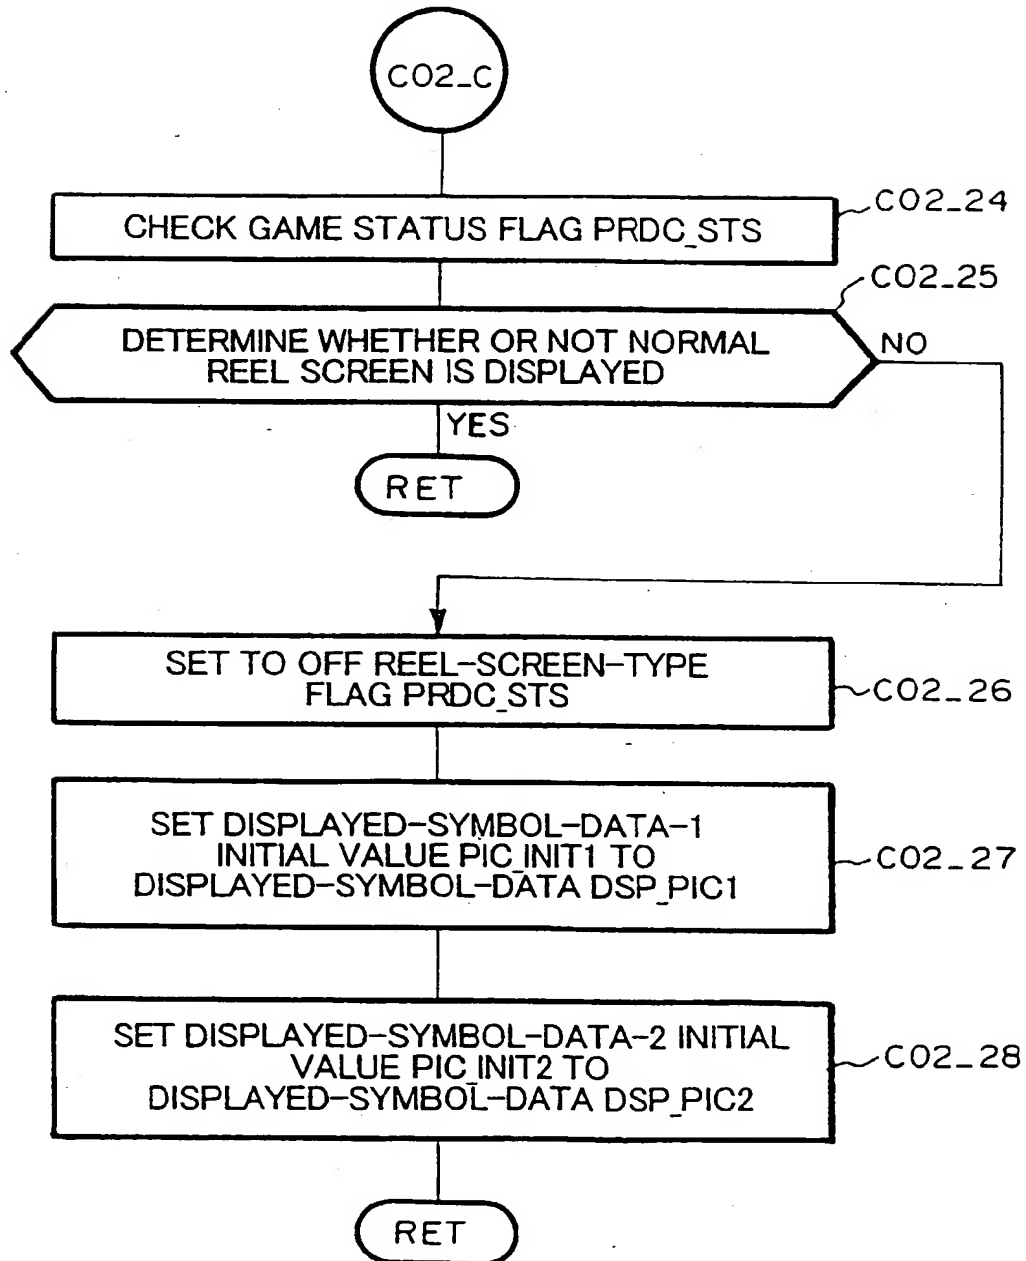 C02_C
CHECK GAME STATUS FLAG PRDC_STS
C02_24
C02_25
DETERMINE WHETHER OR NOT NORMAL
REEL SCREEN IS DISPLAYED
NO
YES
RET
SET TO OFF REEL-SCREEN-TYPE
FLAG PRDC_STS
C02_26
SET DISPLAYED-SYMBOL-DATA-1
INITIAL VALUE PIC_INIT1 TO
DISPLAYED-SYMBOL-DATA DSP_PIC1
C02_27
SET DISPLAYED-SYMBOL-DATA-2 INITIAL
VALUE PIC_INIT2 TO
DISPLAYED-SYMBOL-DATA DSP_PIC2
C02_28
RET